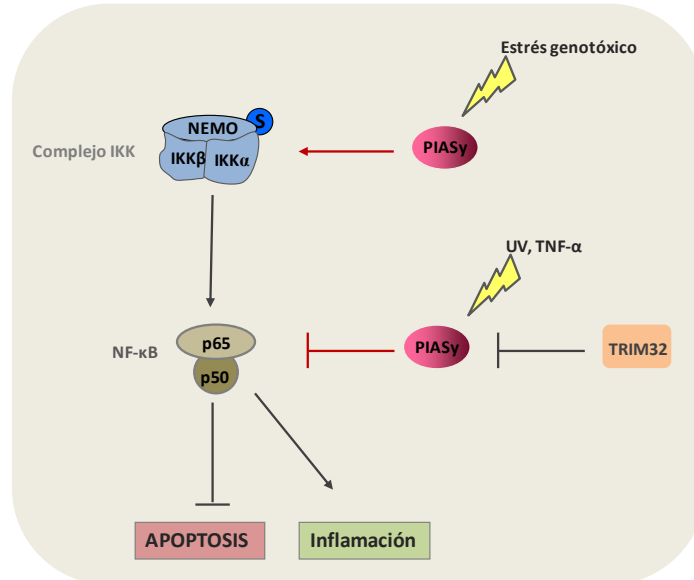 Estrés genotóxico
S
NEMO
Complejo IKK
IKKβ
IKKα
PIASy
UV, TNF-α
NF-κB
p65
p50
PIASy
TRIM32
APOPTOSIS
Inflamación